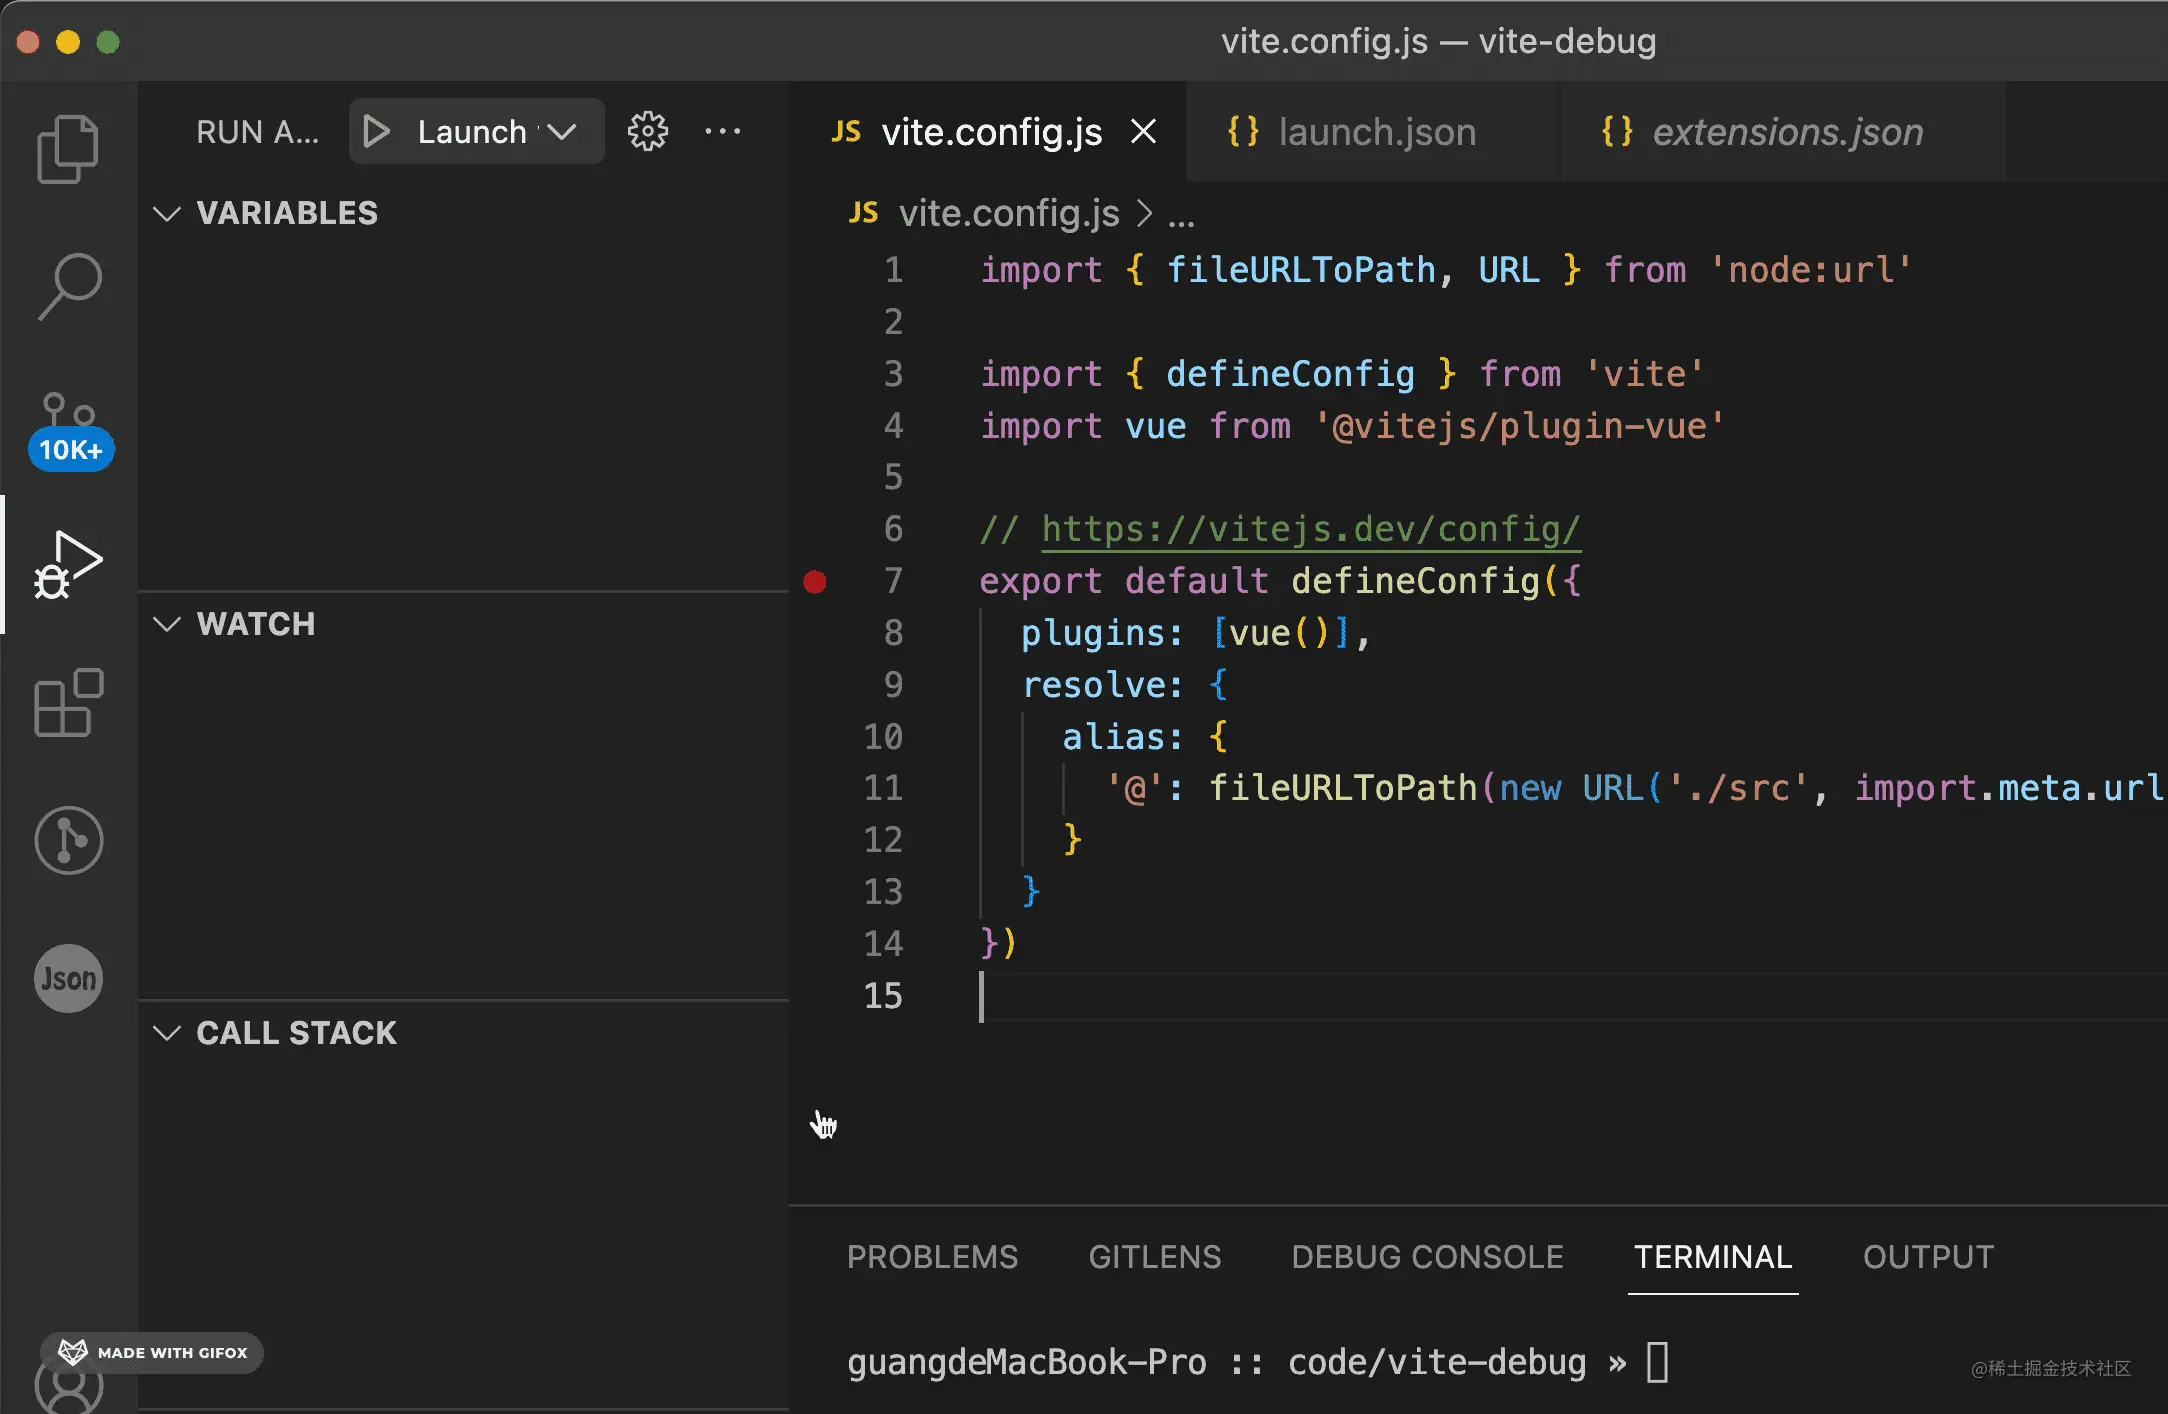 vite.config.js — vite-debug
RUN A... Launch
JS vite.config.js {} launch.json {} extensions.json
VARIABLES
JS vite.config.js > ...
1 import { fileURLToPath, URL } from 'node:url'
2
3 import { defineConfig } from 'vite'
4 import vue from '@vitejs/plugin-vue'
5
6 // https://vitejs.dev/config/
7 export default defineConfig({
8 plugins: [vue()],
9 resolve: {
10 alias: {
11 '@': fileURLToPath(new URL('./src', import.meta.url
12 }
13 }
14 })
15
10K+
WATCH
Json
CALL STACK
PROBLEMS GITLENS DEBUG CONSOLE TERMINAL OUTPUT
guangdeMacBook-Pro :: code/vite-debug »
MADE WITH GIFOX
@稀土掘金技术社区